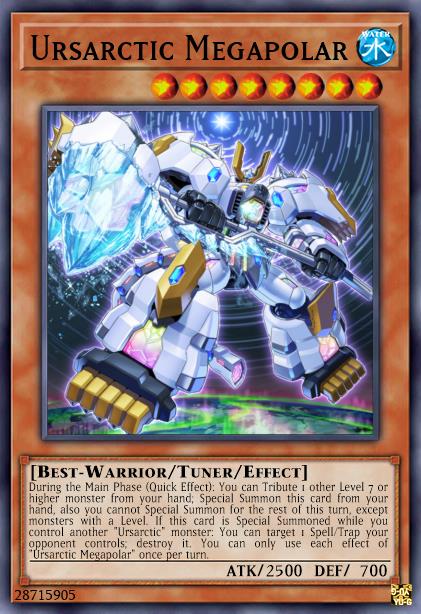 URSARCTIC MEGAPOLAR
WATER
水
[BEST-WARRIOR/TUNER/EFFECT]
During the Main Phase (Quick Effect): You can Tribute 1 other Level 7 or
higher monster from your hand; Special Summon this card from your
hand, also you cannot Special Summon for the rest of this turn, except
monsters with a Level. If this card is Special Summoned while you
control another "Ursarctic" monster: You can target 1 Spell/Trap your
opponent controls; destroy it. You can only use each effect of
"Ursarctic Megapolar" once per turn.
ATK/2500 DEF/ 700
28715905